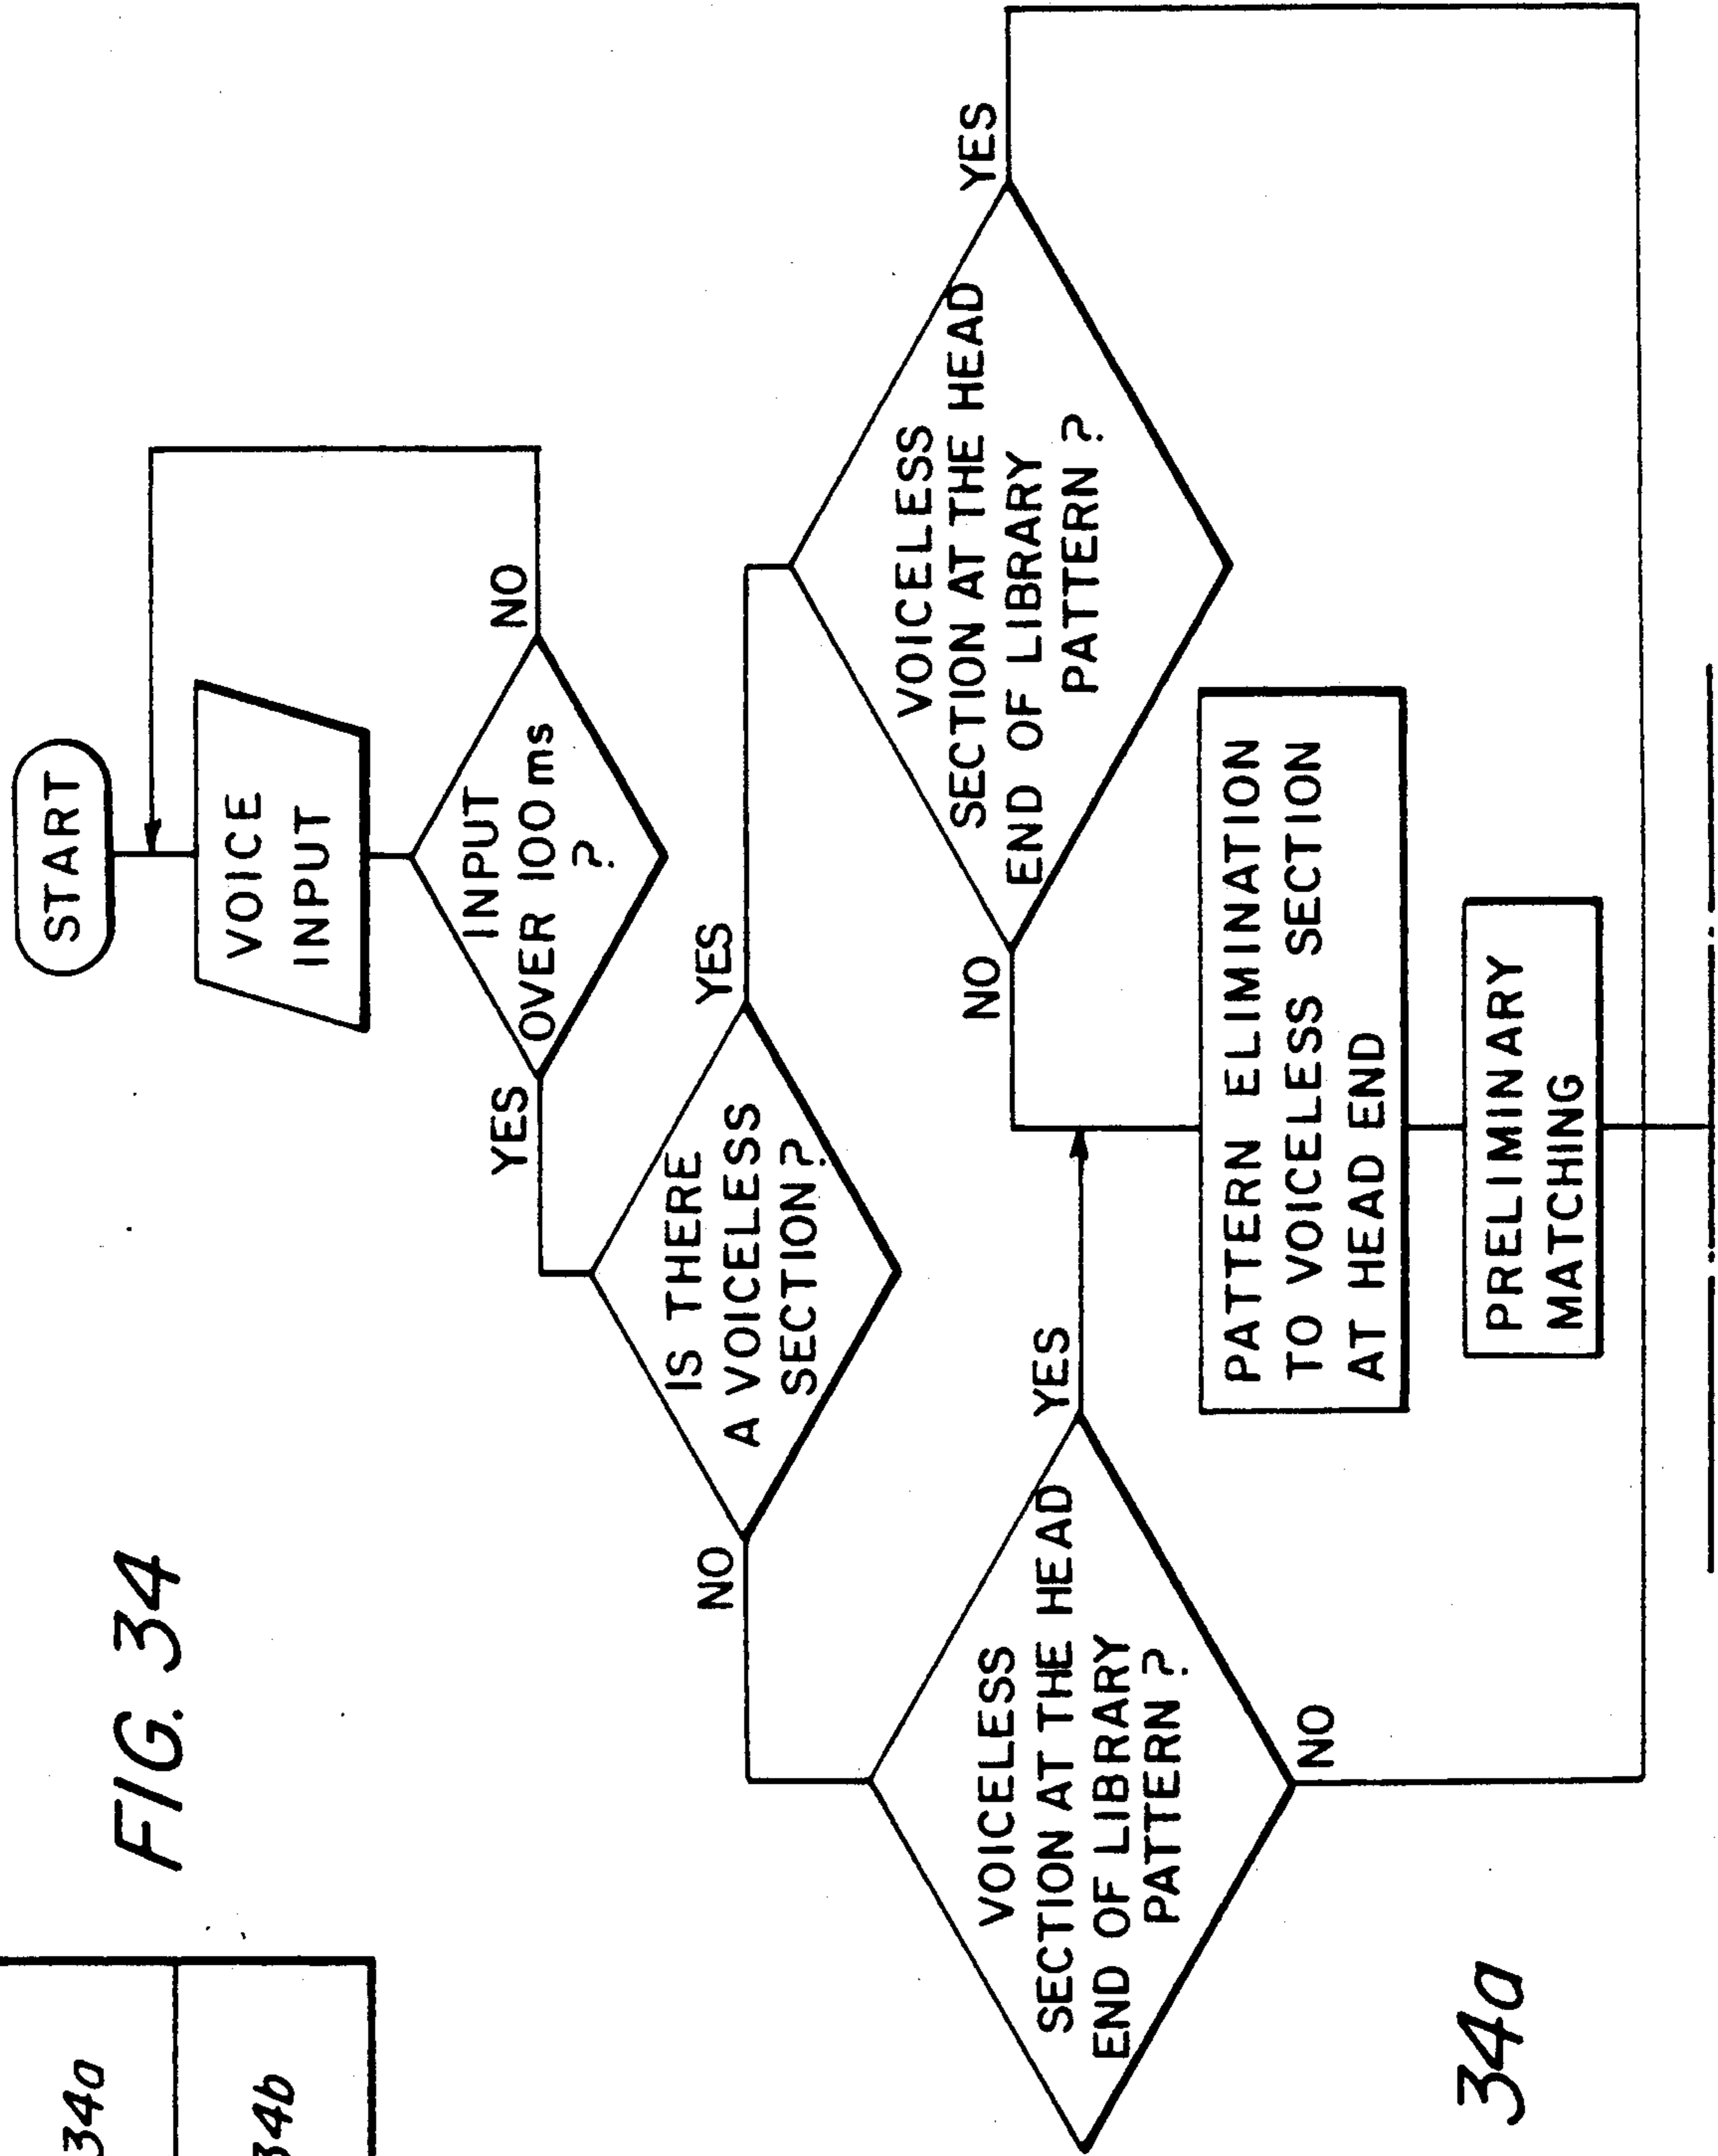 FIG. 34
34a
34b
START
VOICE
INPUT
INPUT
OVER 100ms
?
NO
YES
IS THERE
A VOICELESS
SECTION?
NO
YES
VOICELESS
SECTION AT THE HEAD
END OF LIBRARY
PATTERN?
YES
NO
VOICELESS
SECTION AT THE HEAD
END OF LIBRARY
PATTERN?
NO
YES
PATTERN ELIMINATION
TO VOICELESS SECTION
AT HEAD END
PRELIMINARY
MATCHING
34a